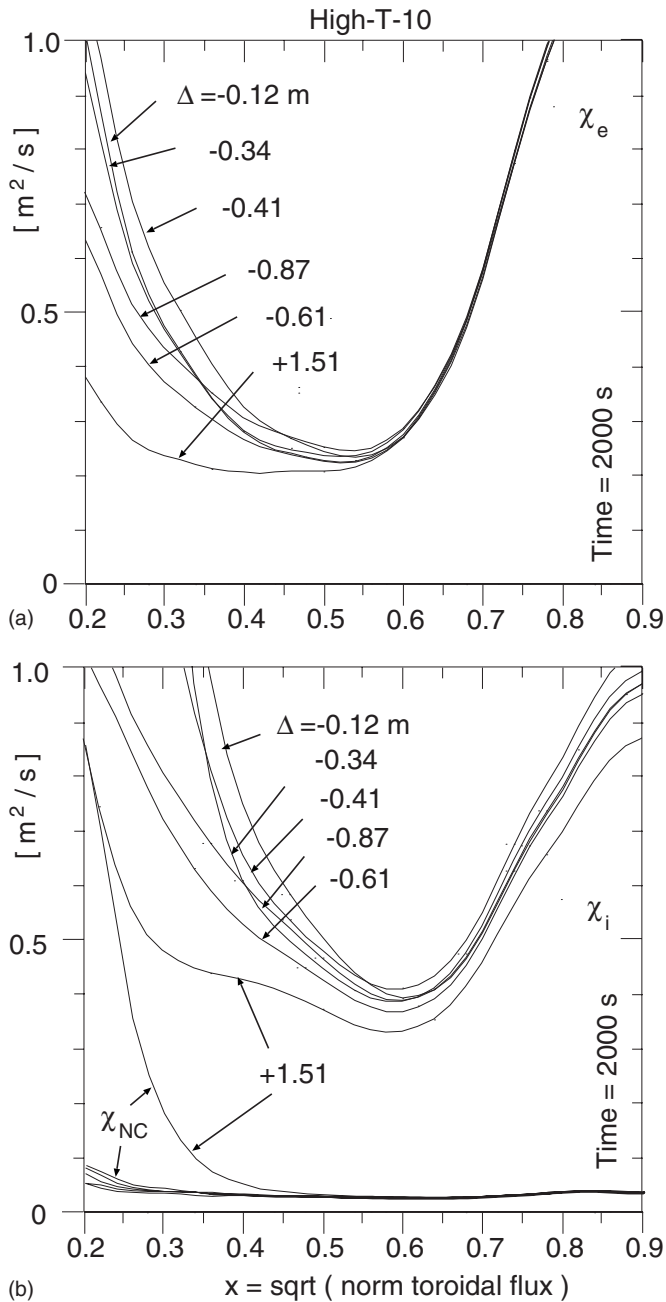 High-T-10
1.0
Δ =-0.12 m
χe
-0.34
[ m2 / s ]
-0.41
-0.87
0.5
-0.61
+1.51
Time = 2000 s
0
(a)
0.2 0.3 0.4 0.5 0.6 0.7 0.8 0.9
1.0
Δ =-0.12 m
-0.34
-0.41
[ m2 / s ]
-0.87
-0.61
0.5
χi
+1.51
χNC
Time = 2000 s
0
0.2 0.3 0.4 0.5 0.6 0.7 0.8 0.9
(b)
x = sqrt ( norm toroidal flux )